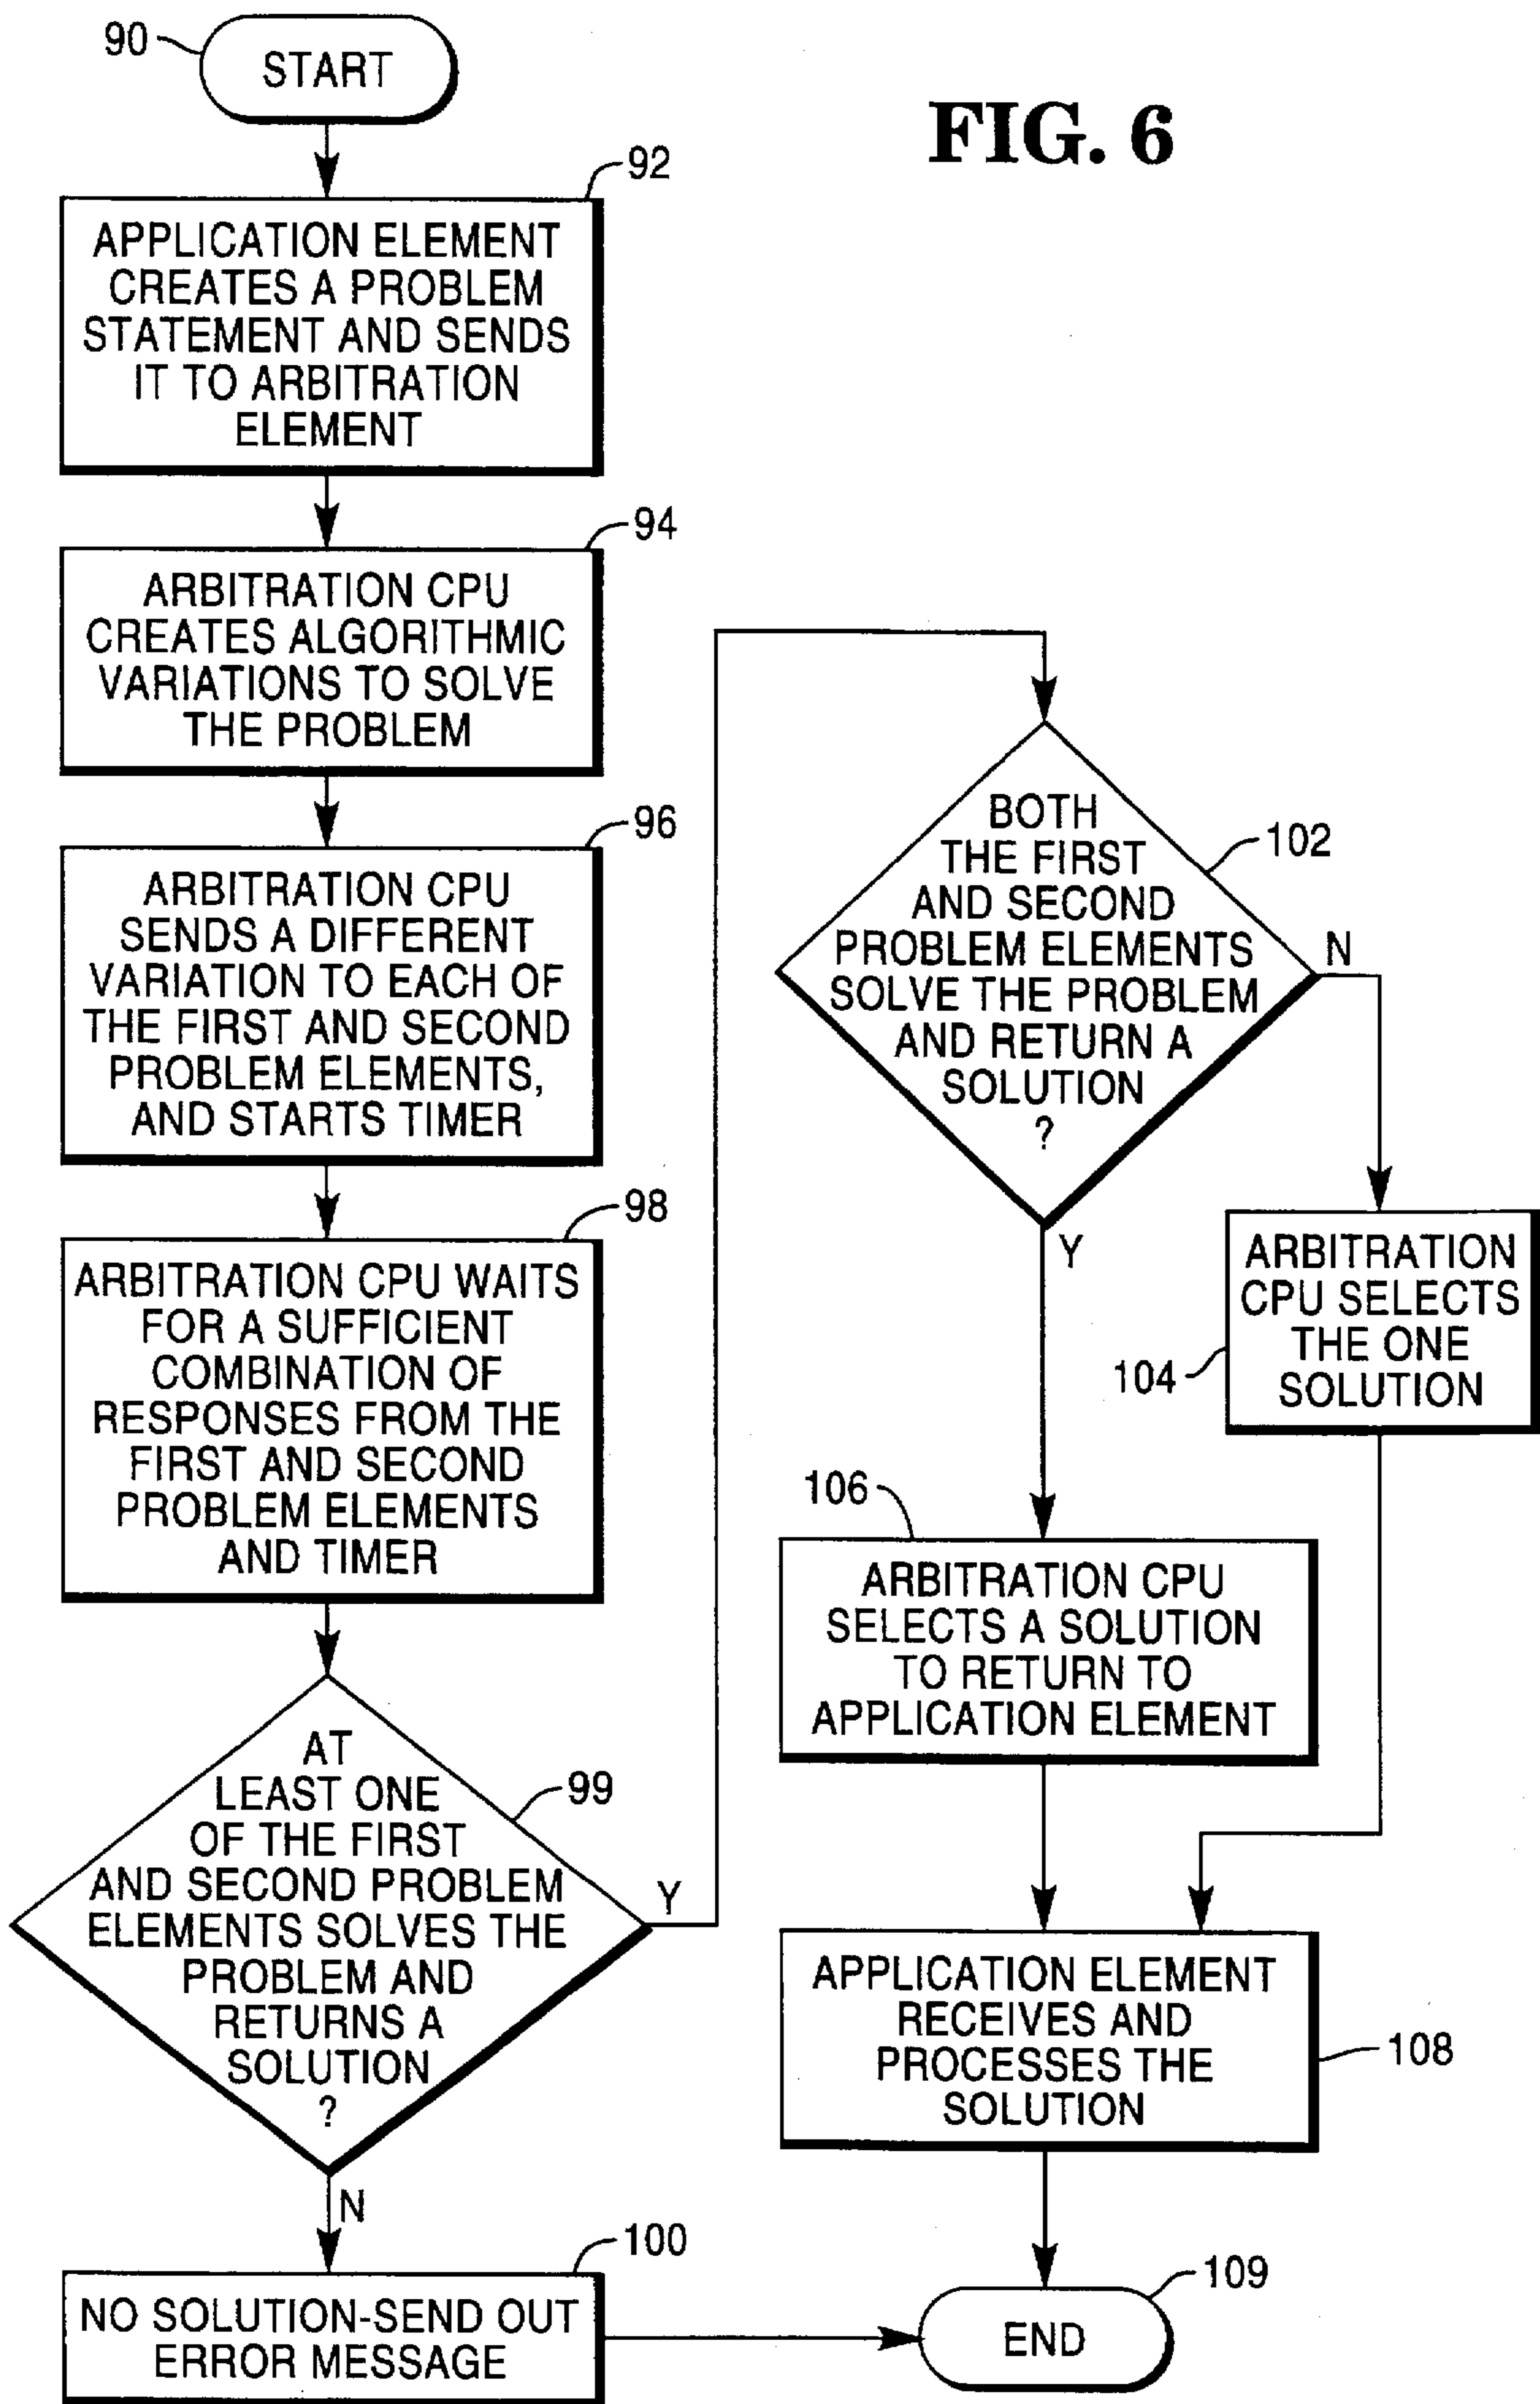 FIG. 6
90
START
92
APPLICATION ELEMENT
CREATES A PROBLEM
STATEMENT AND SENDS
IT TO ARBITRATION
ELEMENT
94
ARBITRATION CPU
CREATES ALGORITHMIC
VARIATIONS TO SOLVE
THE PROBLEM
96
ARBITRATION CPU
SENDS A DIFFERENT
VARIATION TO EACH OF
THE FIRST AND SECOND
PROBLEM ELEMENTS,
AND STARTS TIMER
98
ARBITRATION CPU WAITS
FOR A SUFFICIENT
COMBINATION OF
RESPONSES FROM THE
FIRST AND SECOND
PROBLEM ELEMENTS
AND TIMER
99
AT
LEAST ONE
OF THE FIRST
AND SECOND PROBLEM
ELEMENTS SOLVES THE
PROBLEM AND
RETURNS A
SOLUTION
?
Y
N
100
NO SOLUTION-SEND OUT
ERROR MESSAGE
102
BOTH
THE FIRST
AND SECOND
PROBLEM ELEMENTS
SOLVE THE PROBLEM
AND RETURN A
SOLUTION
?
N
Y
104
ARBITRATION
CPU SELECTS
THE ONE
SOLUTION
106
ARBITRATION CPU
SELECTS A SOLUTION
TO RETURN TO
APPLICATION ELEMENT
108
APPLICATION ELEMENT
RECEIVES AND
PROCESSES THE
SOLUTION
109
END